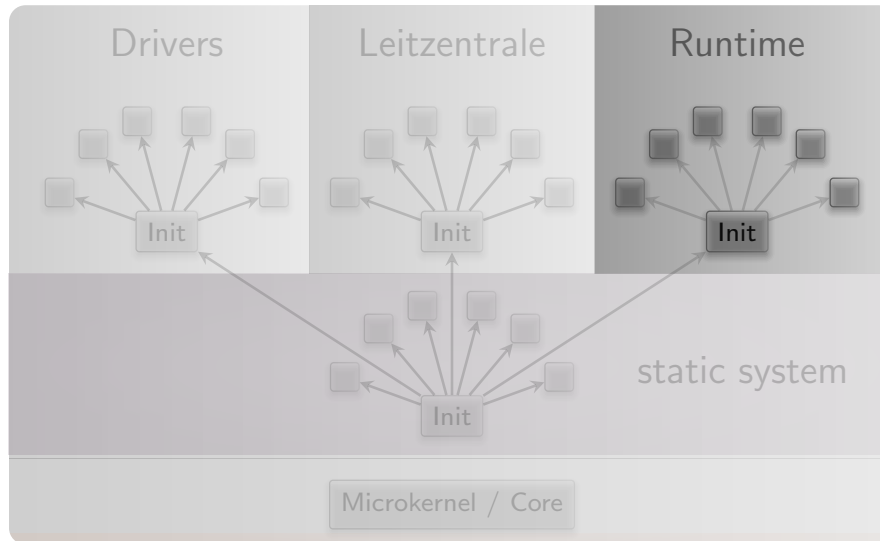 Drivers
Leitzentrale
Runtime
Init
Init
Init
static system
Init
Microkernel / Core